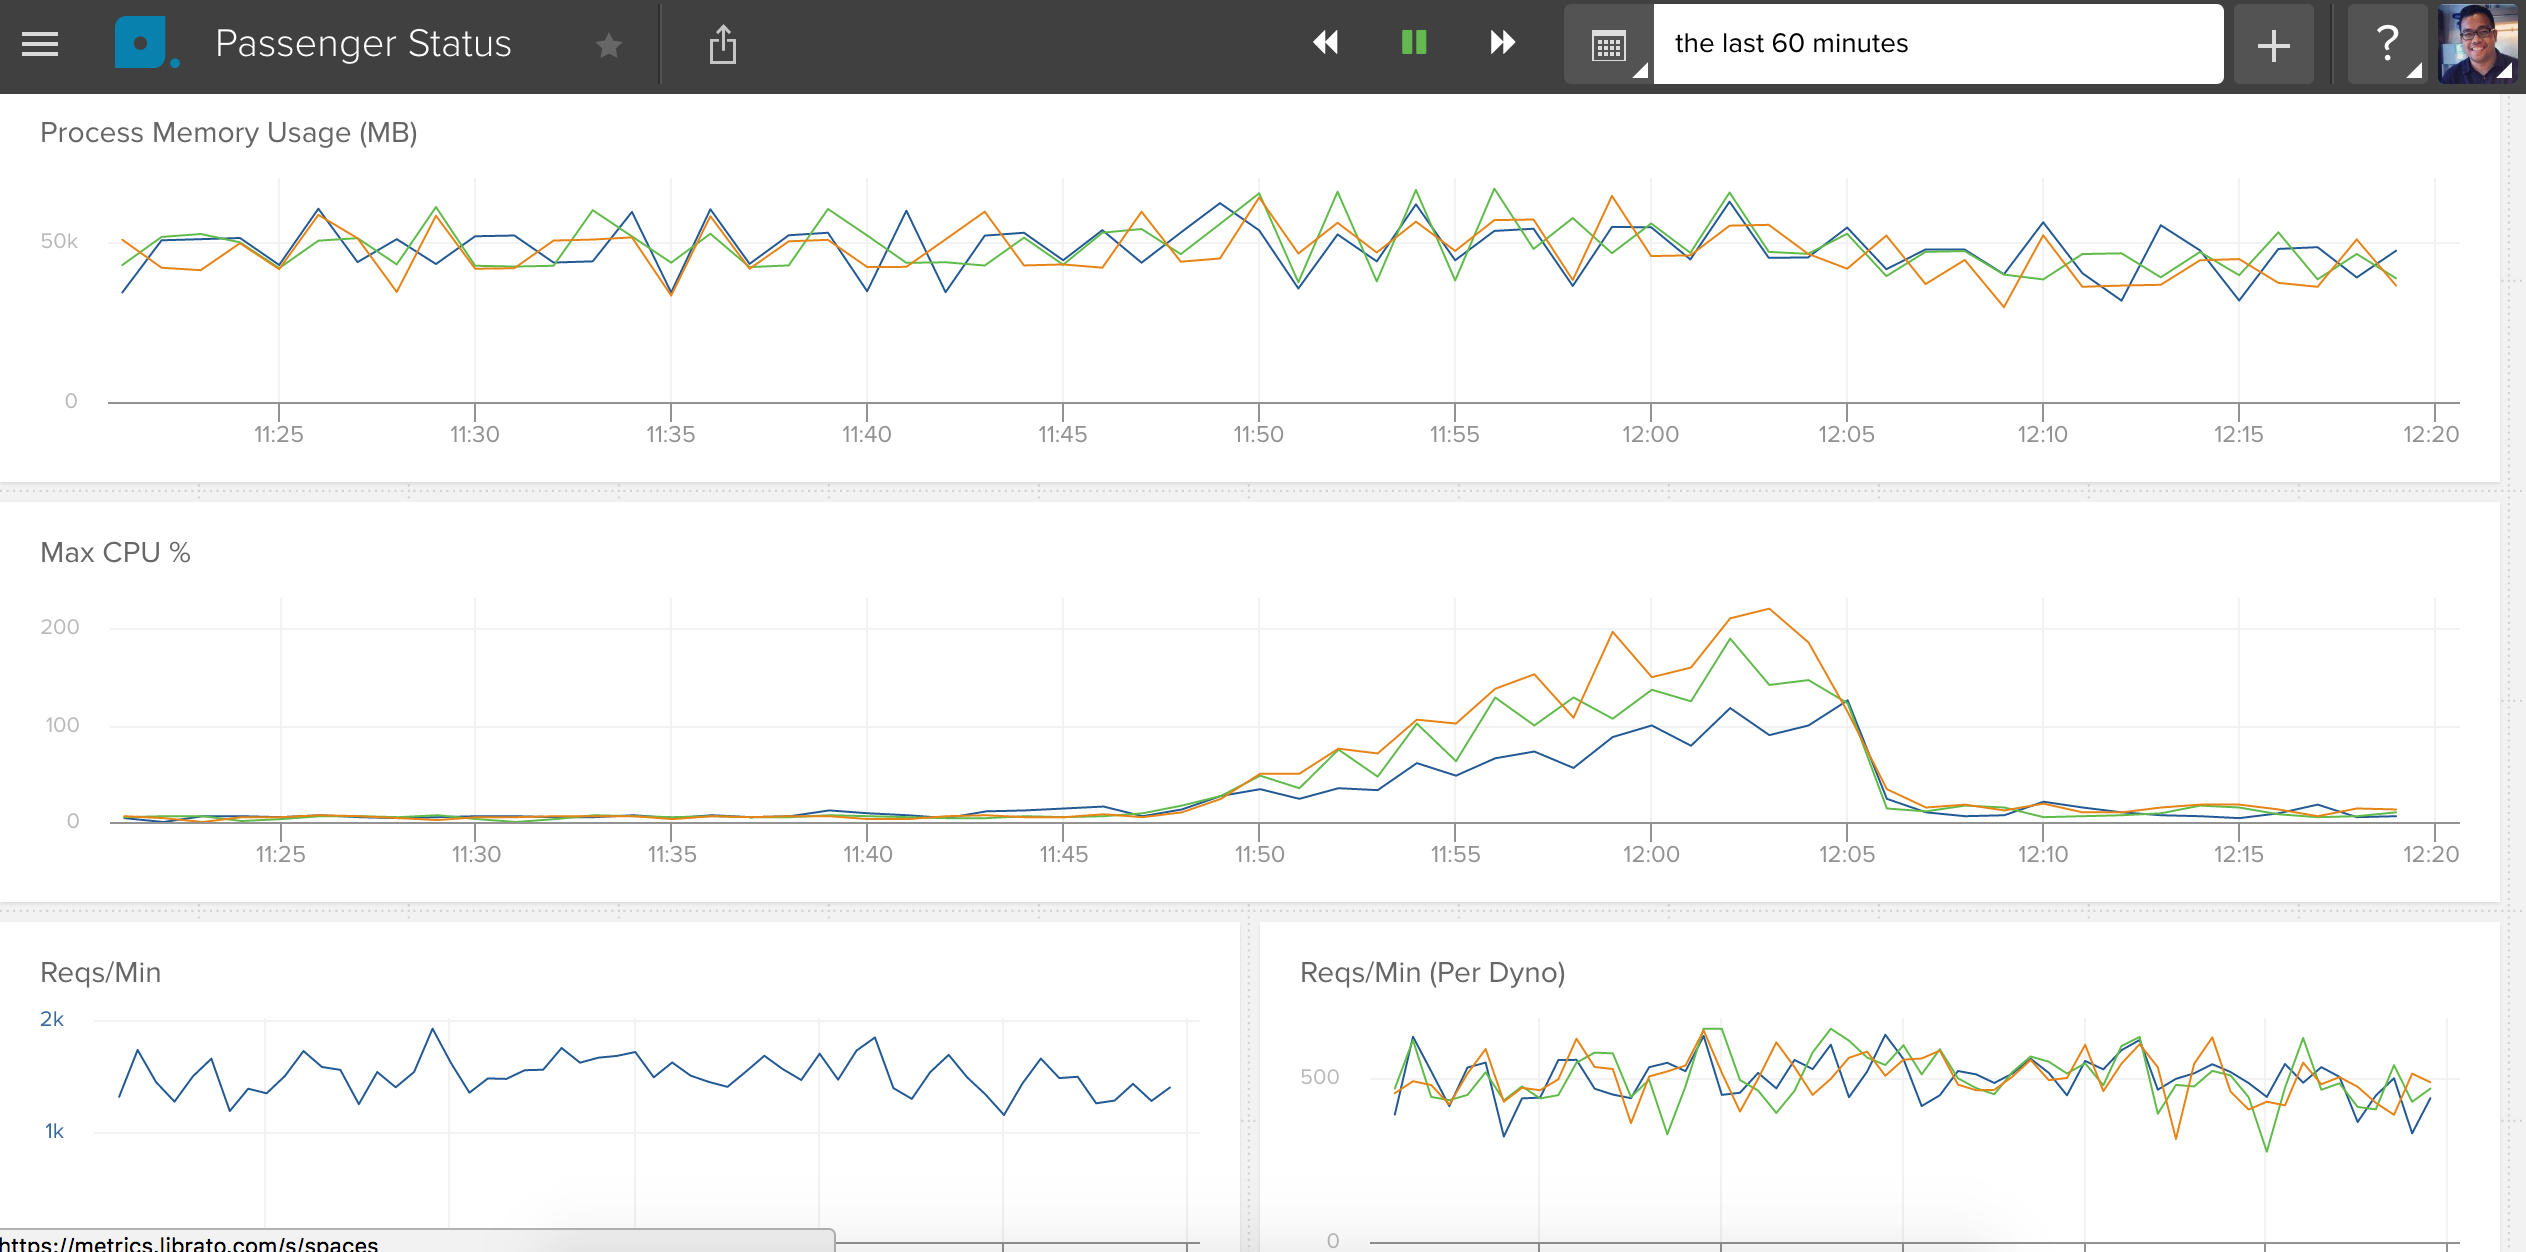 Passenger Status
the last 60 minutes
?
Process Memory Usage (MB)
50k
0
11:25 11:30 11:35 11:40 11:45 11:50 11:55 12:00 12:05 12:10 12:15 12:20
Max CPU %
200
100
0
11:25 11:30 11:35 11:40 11:45 11:50 11:55 12:00 12:05 12:10 12:15 12:20
Reqs/Min
2k
1k
Reqs/Min (Per Dyno)
500
0
https://metrics.librato.com/s/spaces